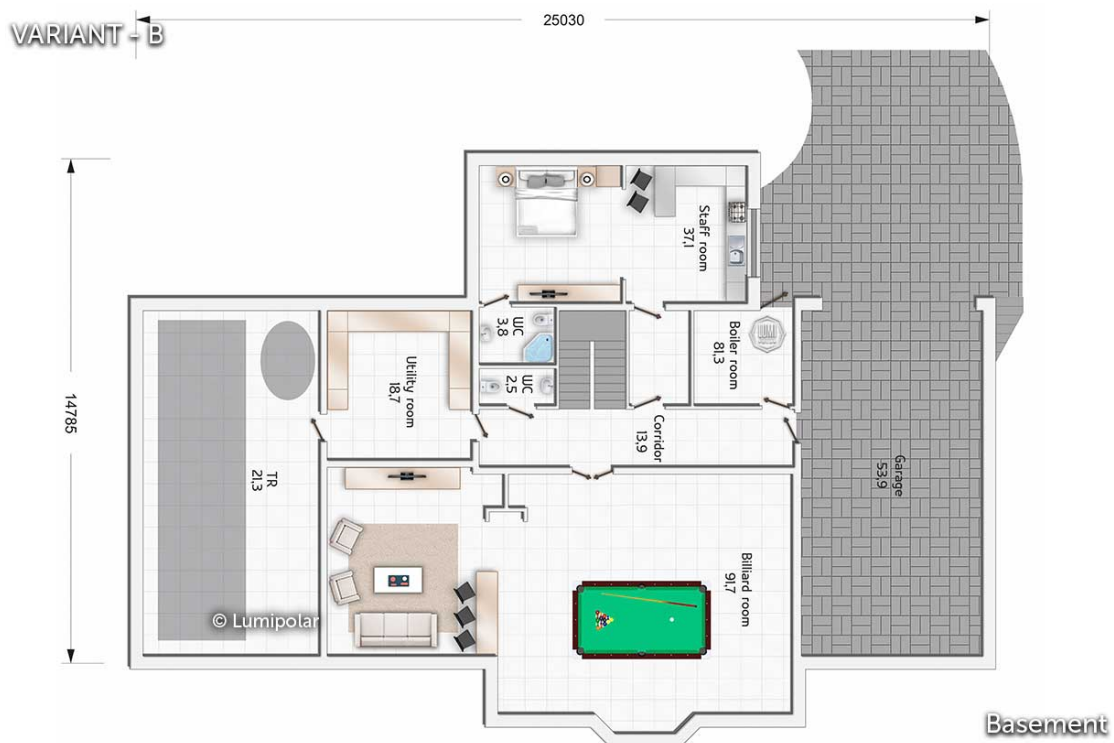 25030
VARIANT - B
14785
Staff room
37,1
WC
3,8
WC
2,5
Boiler room
81,3
Utility room
18,7
Corridor
13,9
TR
21,3
Garage
53,9
Billiard room
91,7
© Lumipolar
Basement